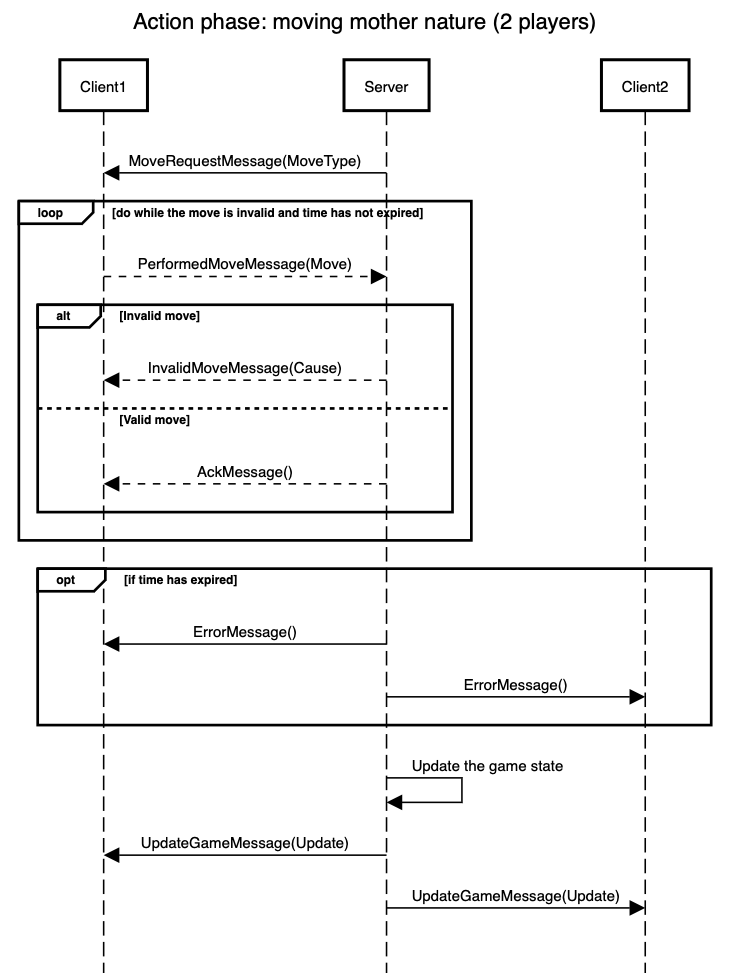 Action phase: moving mother nature (2 players)
Client1
Server
Client2
MoveRequestMessage(MoveType)
loop
[do while the move is invalid and time has not expired]
PerformedMoveMessage(Move)
alt
[Invalid move]
InvalidMoveMessage(Cause)
[Valid move]
AckMessage()
opt
[if time has expired]
ErrorMessage()
ErrorMessage()
Update the game state
UpdateGameMessage(Update)
UpdateGameMessage(Update)